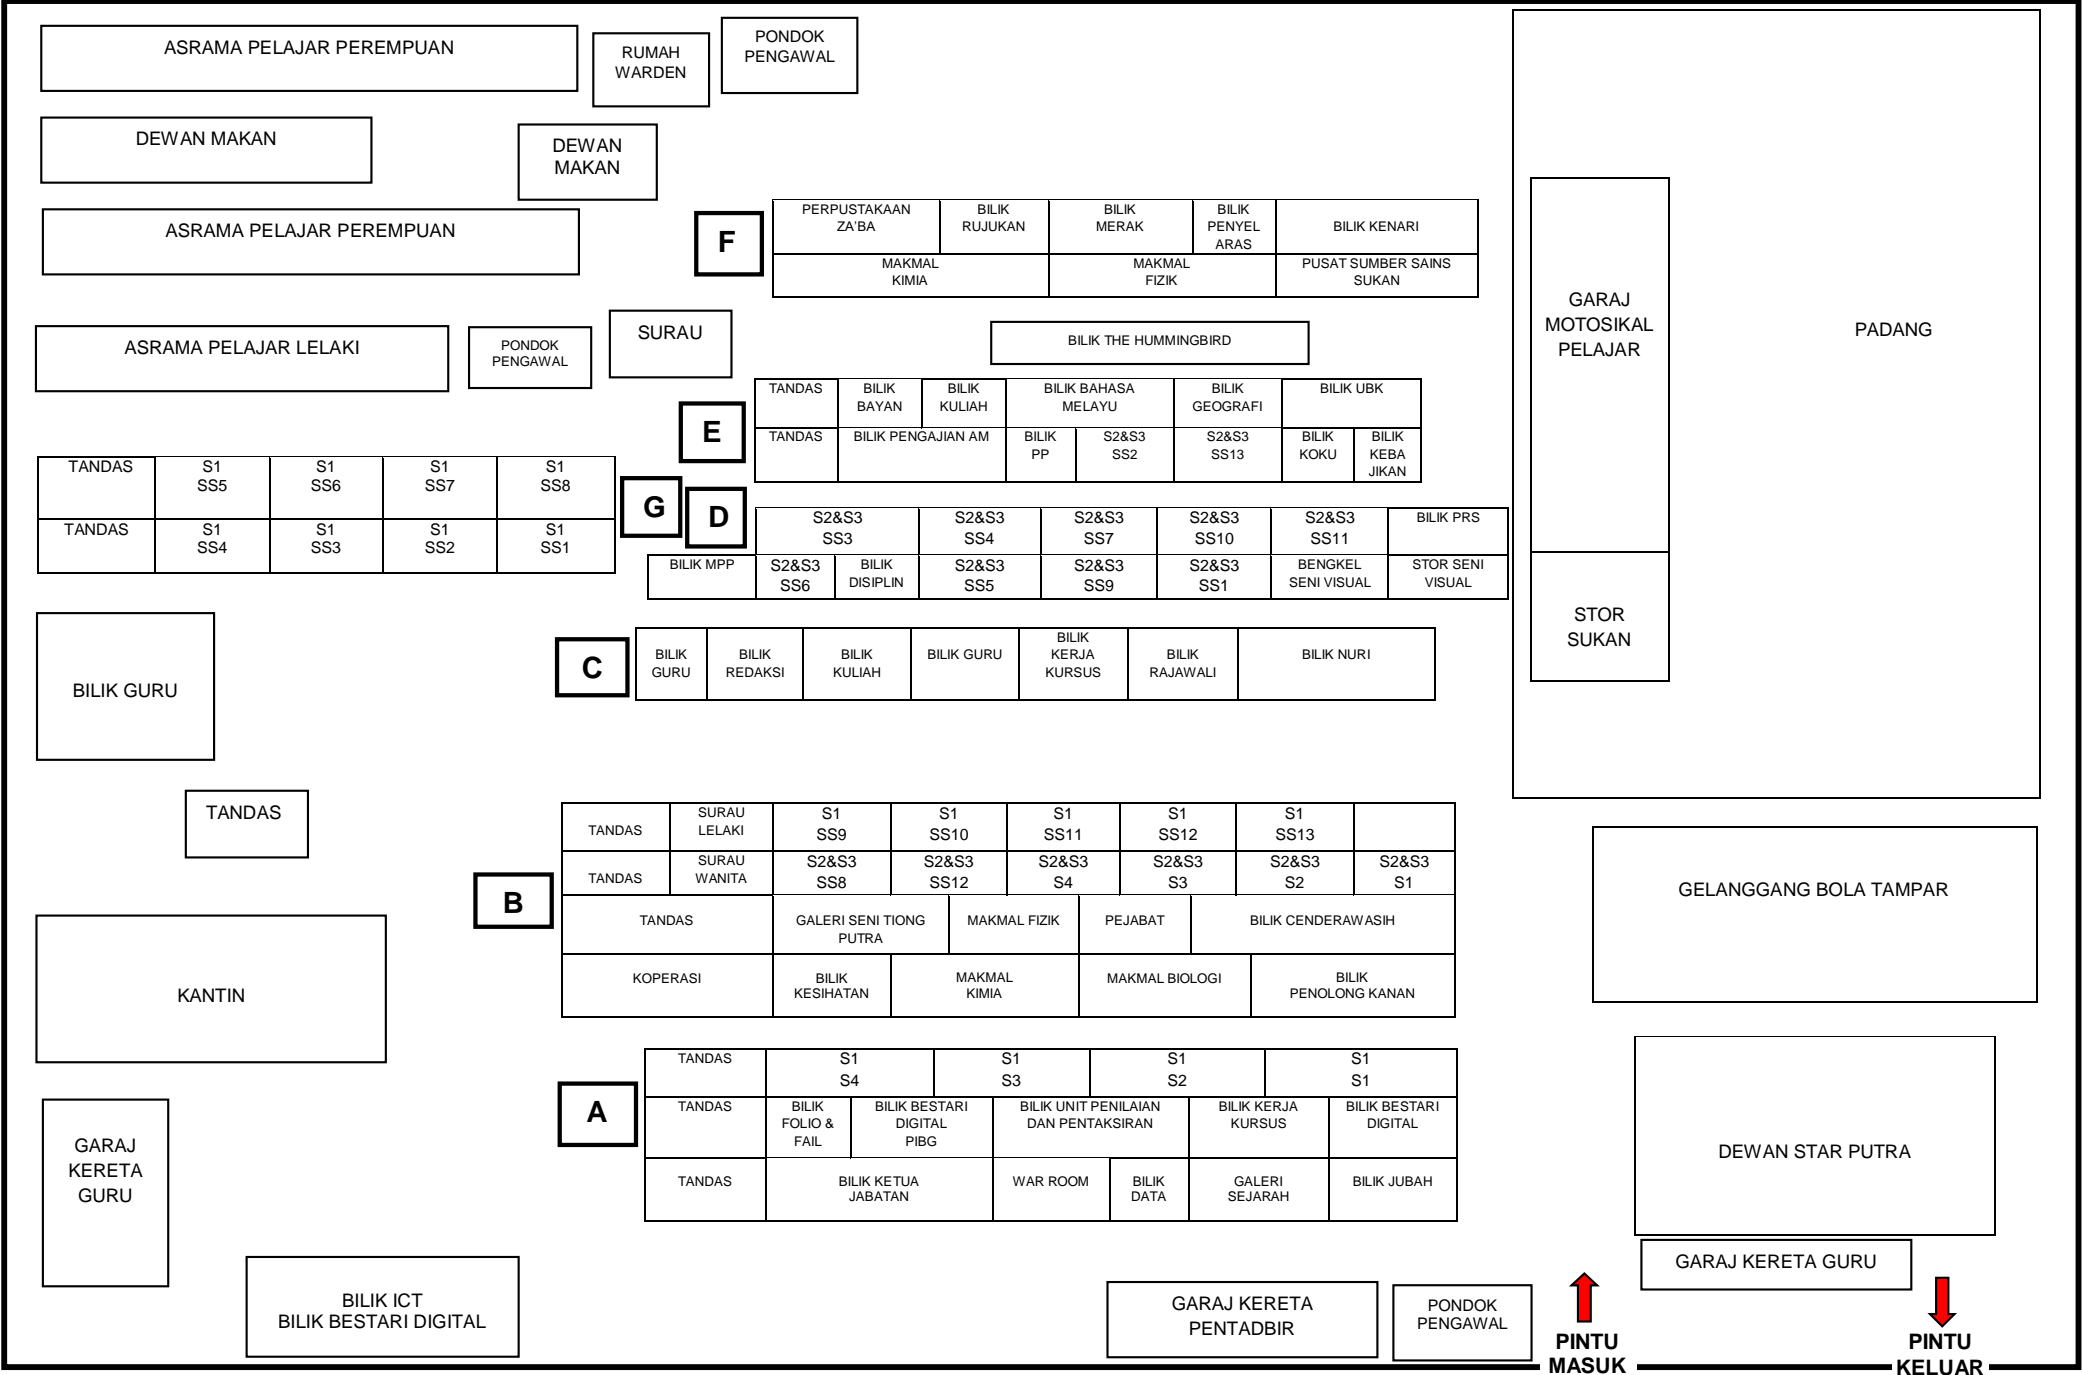 ASRAMA PELAJAR PEREMPUAN
RUMAH
WARDEN
PONDOK
PENGAWAL
DEWAN MAKAN
DEWAN
MAKAN
ASRAMA PELAJAR PEREMPUAN
F
PERPUSTAKAAN
ZA'BA
BILIK
RUJUKAN
BILIK
MERAK
BILIK
PENYEL
ARAS
BILIK KENARI
MAKMAL
KIMIA
MAKMAL
FIZIK
PUSAT SUMBER SAINS
SUKAN
GARAJ
MOTOSIKAL
PELAJAR
PADANG
ASRAMA PELAJAR LELAKI
PONDOK
PENGAWAL
SURAU
BILIK THE HUMMINGBIRD
E
TANDAS
BILIK
BAYAN
BILIK
KULIAH
BILIK BAHASA
MELAYU
BILIK
GEOGRAFI
BILIK UBK
TANDAS
BILIK PENGAJIAN AM
BILIK
PP
S2&S3
SS2
S2&S3
SS13
BILIK
KOKU
BILIK
KEBA
JIKAN
TANDAS
S1
SS5
S1
SS6
S1
SS7
S1
SS8
TANDAS
S1
SS4
S1
SS3
S1
SS2
S1
SS1
G
D
S2&S3
SS3
S2&S3
SS4
S2&S3
SS7
S2&S3
SS10
S2&S3
SS11
BILIK PRS
BILIK MPP
S2&S3
SS6
BILIK
DISIPLIN
S2&S3
SS5
S2&S3
SS9
S2&S3
SS1
BENGKEL
SENI VISUAL
STOR SENI
VISUAL
STOR
SUKAN
BILIK GURU
C
BILIK
GURU
BILIK
REDAKSI
BILIK
KULIAH
BILIK GURU
BILIK
KERJA
KURSUS
BILIK
RAJAWALI
BILIK NURI
TANDAS
B
TANDAS
SURAU
LELAKI
S1
SS9
S1
SS10
S1
SS11
S1
SS12
S1
SS13
TANDAS
SURAU
WANITA
S2&S3
SS8
S2&S3
SS12
S2&S3
S4
S2&S3
S3
S2&S3
S2
S2&S3
S1
TANDAS
GALERI SENI TIONG
PUTRA
MAKMAL FIZIK
PEJABAT
BILIK CENDERAWASIH
KOPERASI
BILIK
KESIHATAN
MAKMAL
KIMIA
MAKMAL BIOLOGI
BILIK
PENOLONG KANAN
GELANGGANG BOLA TAMPAR
KANTIN
A
TANDAS
S1
S4
S1
S3
S1
S2
S1
S1
TANDAS
BILIK
FOLIO &
FAIL
BILIK BESTARI
DIGITAL
PIBG
BILIK UNIT PENILAIAN
DAN PENTAKSIRAN
BILIK KERJA
KURSUS
BILIK BESTARI
DIGITAL
TANDAS
BILIK KETUA
JABATAN
WAR ROOM
BILIK
DATA
GALERI
SEJARAH
BILIK JUBAH
DEWAN STAR PUTRA
GARAJ
KERETA
GURU
GARAJ KERETA GURU
BILIK ICT
BILIK BESTARI DIGITAL
GARAJ KERETA
PENTADBIR
PONDOK
PENGAWAL
PINTU
MASUK
PINTU
KELUAR